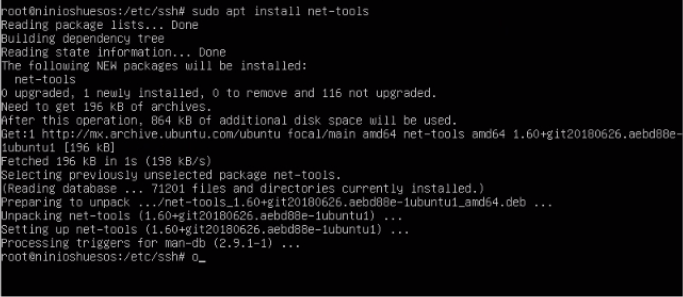 root@ninioshuesos:/etc/ssh# sudo apt install net-tools
Reading package lists... Done
Building dependency tree
Reading state information... Done
The following NEW packages will be installed:
  net-tools
0 upgraded, 1 newly installed, 0 to remove and 116 not upgraded.
Need to get 196 kB of archives.
After this operation, 864 kB of additional disk space will be used.
Get:1 http://mx.archive.ubuntu.com/ubuntu focal/main amd64 net-tools amd64 1.60+git20180626.aebd88e-
1ubuntu1 [196 kB]
Fetched 196 kB in 1s (198 kB/s)
Selecting previously unselected package net-tools.
(Reading database ... 71201 files and directories currently installed.)
Preparing to unpack .../net-tools_1.60+git20180626.aebd88e-1ubuntu1_amd64.deb ...
Unpacking net-tools (1.60+git20180626.aebd88e-1ubuntu1) ...
Setting up net-tools (1.60+git20180626.aebd88e-1ubuntu1) ...
Processing triggers for man-db (2.9.1-1) ...
root@ninioshuesos:/etc/ssh# o_